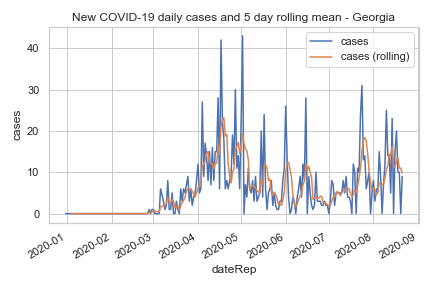 New COVID-19 daily cases and 5 day rolling mean - Georgia
cases
cases (rolling)
40
30
20
10
0
cases
2020-01
2020-02
2020-03
2020-04
2020-05
2020-06
2020-07
2020-08
2020-09
dateRep